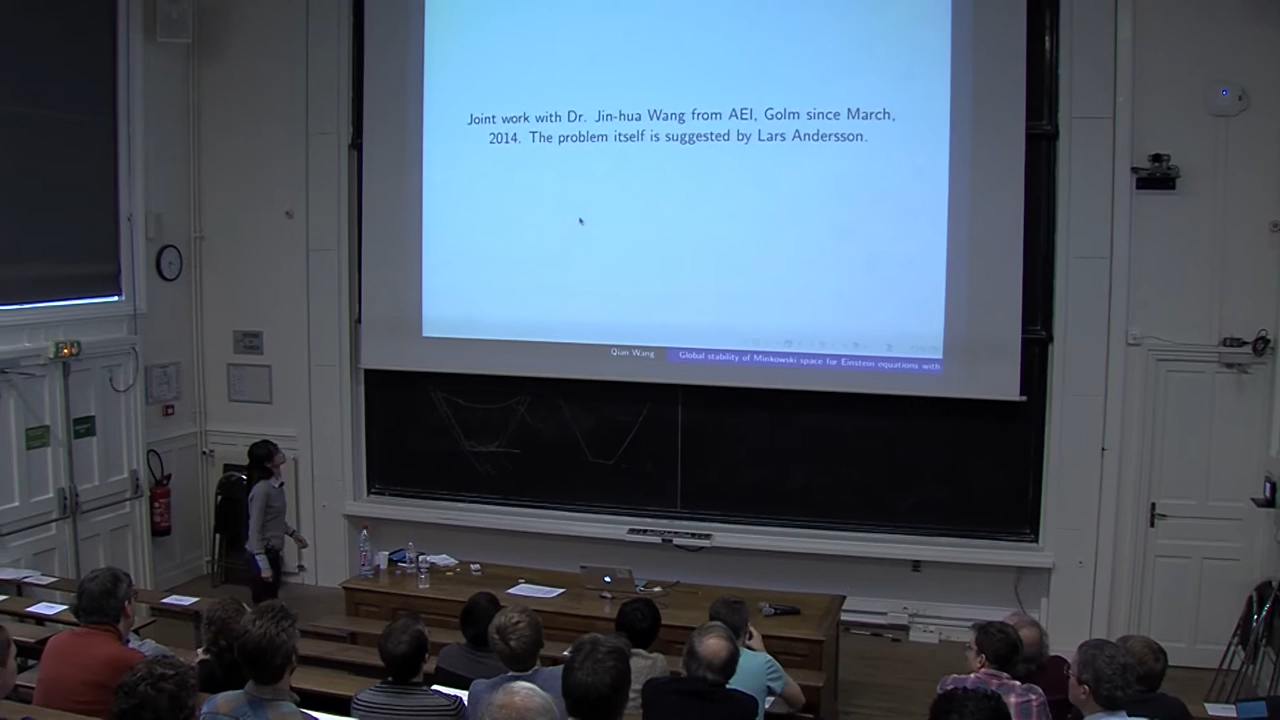 Joint work with Dr. Jin-hua Wang from AEI, Golm since March,
2014. The problem itself is suggested by Lars Andersson.
Qian Wang
Global stability of Minkowski space for Einstein equations with